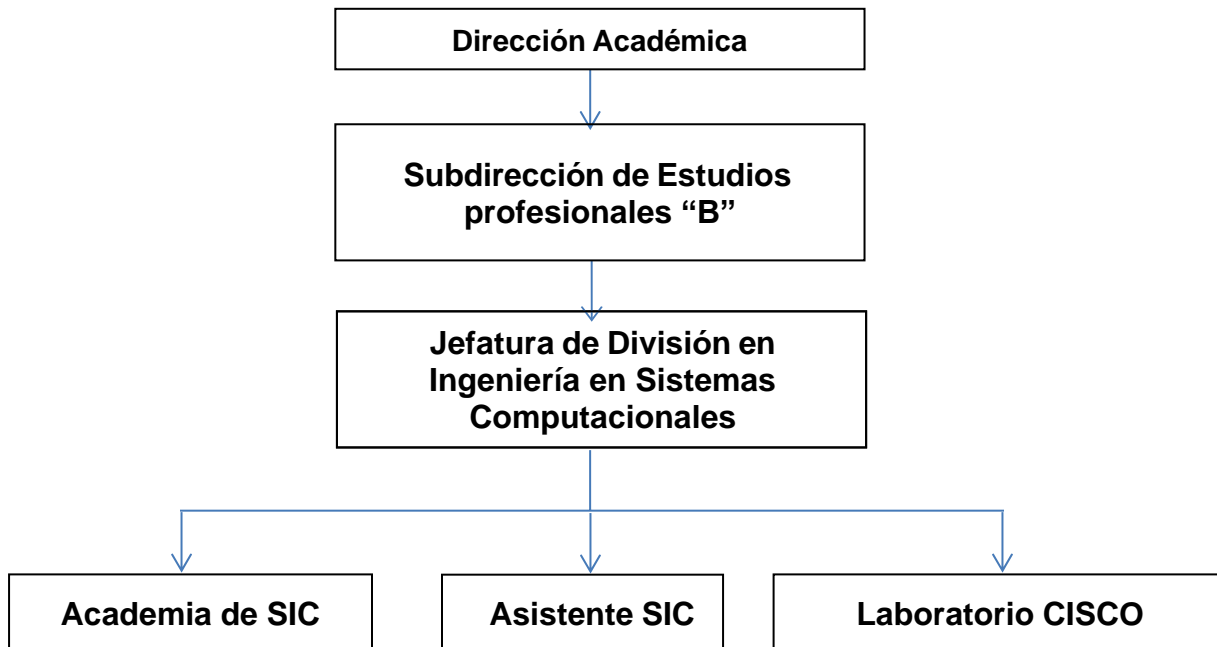 Dirección Académica
Subdirección de Estudios
profesionales “B”
Jefatura de División en
Ingeniería en Sistemas
Computacionales
Academia de SIC
Asistente SIC
Laboratorio CISCO